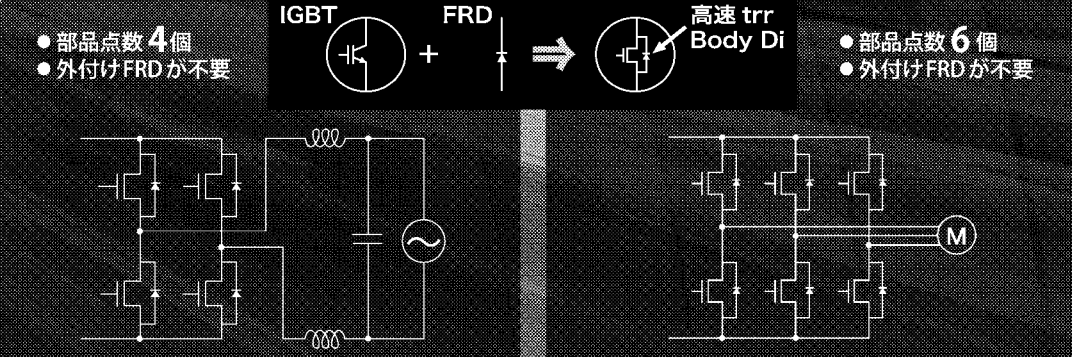 ● 部品点数 4 個
● 外付けFRDが不要
IGBT
+
FRD
高速 trr
Body Di
● 部品点数 6 個
● 外付けFRDが不要
M